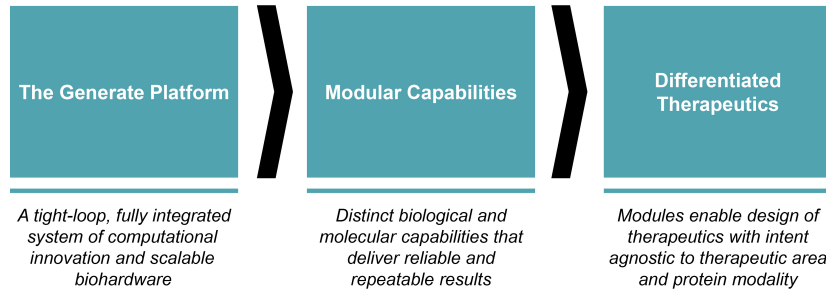 The Generate Platform
Modular Capabilities
Differentiated
Therapeutics
A tight-loop, fully integrated
system of computational
innovation and scalable
biohardware
Distinct biological and
molecular capabilities that
deliver reliable and
repeatable results
Modules enable design of
therapeutics with intent
agnostic to therapeutic area
and protein modality